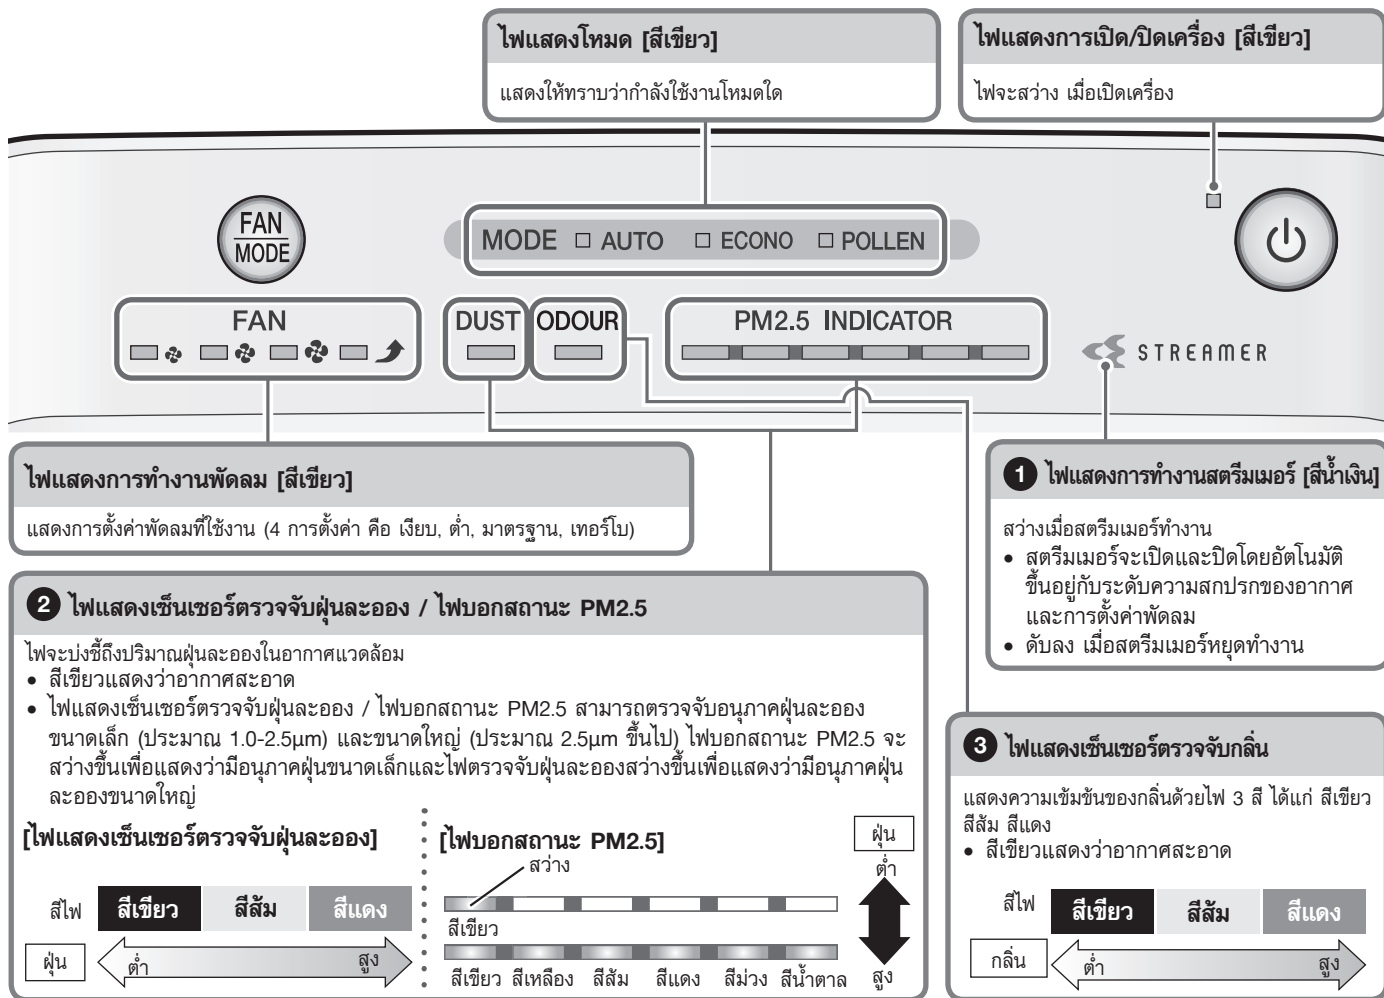 ไฟแสดงโหมด [สีเขียว]
แสดงให้ทราบว่ากำลังใช้งานโหมดใด
ไฟแสดงการเปิด/ปิดเครื่อง [สีเขียว]
ไฟจะสว่าง เมื่อเปิดเครื่อง
FAN
MODE
MODE AUTO ECONO POLLEN
FAN
DUST
ODOUR
PM2.5 INDICATOR
STREAMER
ไฟแสดงการทำงานพัดลม [สีเขียว]
แสดงการตั้งค่าพัดลมที่ใช้งาน (4 การตั้งค่า คือ เงียบ, ต่ำ, มาตรฐาน, เทอร์โบ)
1 ไฟแสดงการทำงานสตรีมเมอร์ [สีน้ำเงิน]
สว่างเมื่อสตรีมเมอร์ทำงาน
• สตรีมเมอร์จะเปิดและปิดโดยอัตโนมัติ
ขึ้นอยู่กับระดับความสกปรกของอากาศ
และการตั้งค่าพัดลม
• ดับลง เมื่อสตรีมเมอร์หยุดทำงาน
2 ไฟแสดงเซ็นเซอร์ตรวจจับฝุ่นละออง / ไฟบอกสถานะ PM2.5
ไฟจะบ่งชี้ถึงปริมาณฝุ่นละอองในอากาศแวดล้อม
• สีเขียวแสดงว่าอากาศสะอาด
• ไฟแสดงเซ็นเซอร์ตรวจจับฝุ่นละออง / ไฟบอกสถานะ PM2.5 สามารถตรวจจับอนุภาคฝุ่นละออง
ขนาดเล็ก (ประมาณ 1.0-2.5μm) และขนาดใหญ่ (ประมาณ 2.5μm ขึ้นไป) ไฟบอกสถานะ PM2.5 จะ
สว่างขึ้นเพื่อแสดงว่ามีอนุภาคฝุ่นขนาดเล็กและไฟตรวจจับฝุ่นละอองสว่างขึ้นเพื่อแสดงว่ามีอนุภาคฝุ่น
ละอองขนาดใหญ่
[ไฟแสดงเซ็นเซอร์ตรวจจับฝุ่นละออง]
สีไฟ สีเขียว สีส้ม สีแดง
ฝุ่น ต่ำ สูง
[ไฟบอกสถานะ PM2.5]
สว่าง
สีเขียว
สีเขียว สีเหลือง สีส้ม สีแดง สีม่วง สีน้ำตาล
ฝุ่น
ต่ำ
สูง
3 ไฟแสดงเซ็นเซอร์ตรวจจับกลิ่น
แสดงความเข้มข้นของกลิ่นด้วยไฟ 3 สี ได้แก่ สีเขียว
สีส้ม สีแดง
• สีเขียวแสดงว่าอากาศสะอาด
สีไฟ สีเขียว สีส้ม สีแดง
กลิ่น ต่ำ สูง